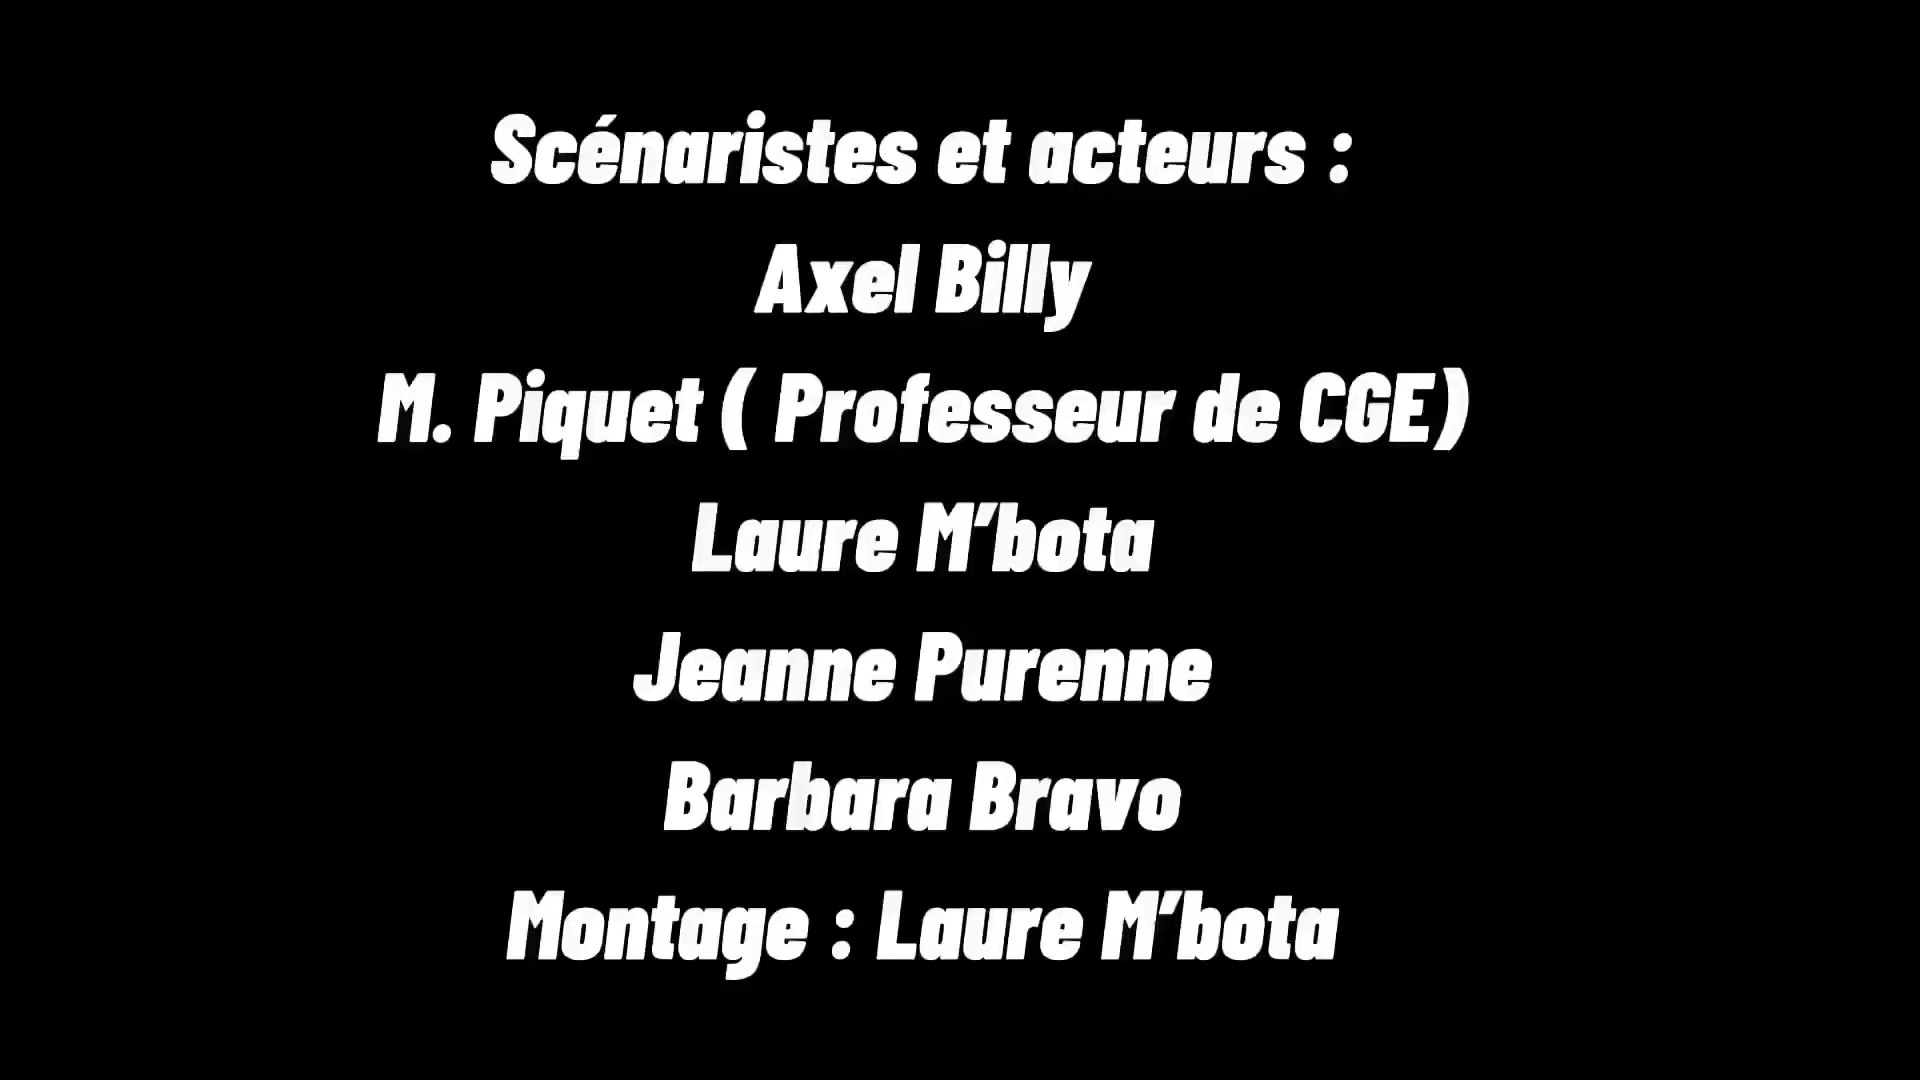 Scénaristes et acteurs :
Axel Billy
M. Piquet ( Professeur de CGE)
Laure M’bota
Jeanne Purenne
Barbara Bravo
Montage : Laure M’bota